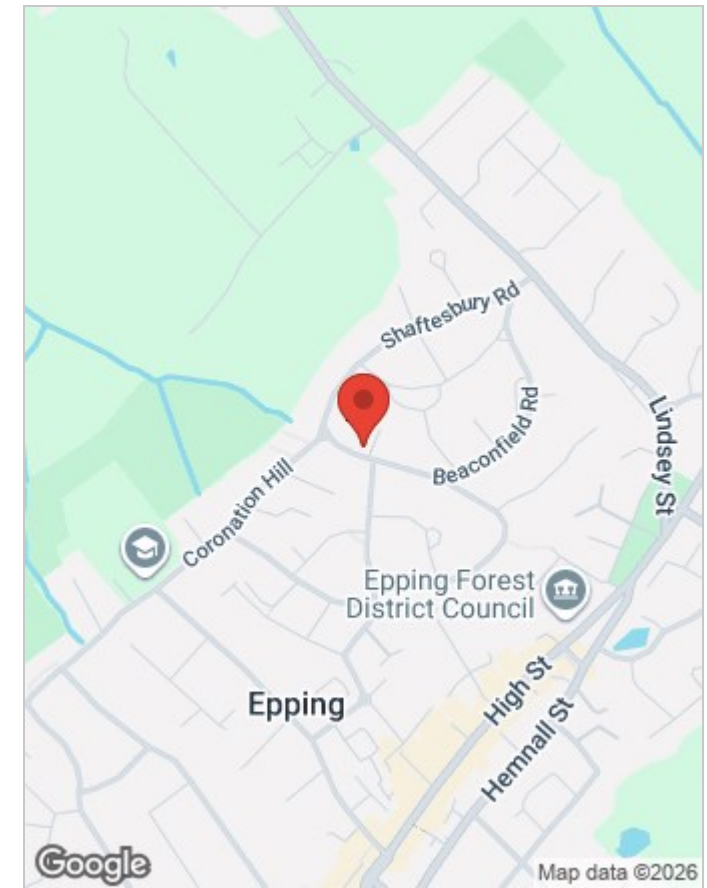 Shaftesbury Rd
Lindsey St
Beaconfield Rd
Coronation Hill
Epping Forest
District Council
Epping
High St
Hemnall St
Google
Map data ©2026